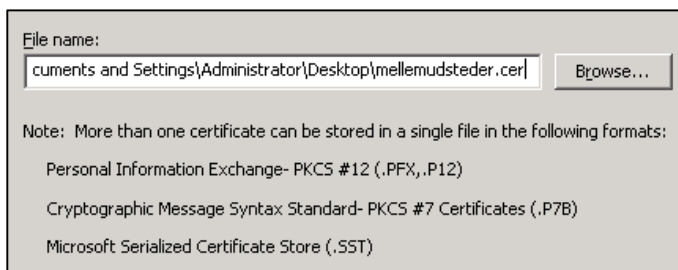 File name:
cuments and Settings\Administrator\Desktop\mellemudsteder.cer
Browse...
Note: More than one certificate can be stored in a single file in the following formats:
Personal Information Exchange- PKCS #12 (.PFX,.P12)
Cryptographic Message Syntax Standard- PKCS #7 Certificates (.P7B)
Microsoft Serialized Certificate Store (.SST)